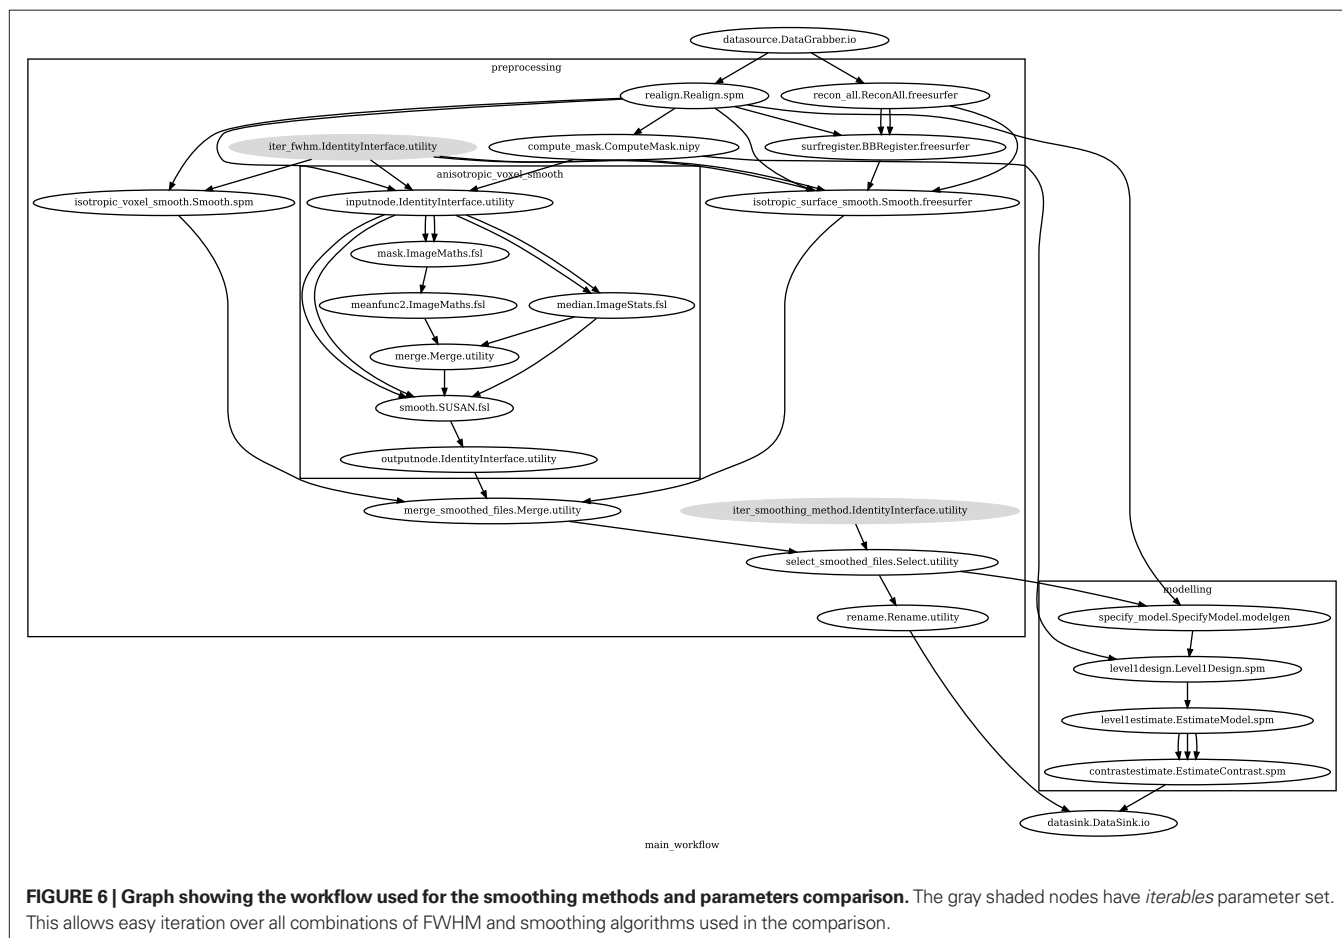 datasource.DataGrabber.io
preprocessing
realign.Realign.spm
recon_all.ReconAll.freesurfer
iter_fwhm.IdentityInterface.utility
compute_mask.ComputeMask.nipy
surfregister.BBRegister.freesurfer
anisotropic_voxel_smooth
isotropic_voxel_smooth.Smooth.spm
inputnode.IdentityInterface.utility
isotropic_surface_smooth.Smooth.freesurfer
mask.ImageMaths.fsl
meanfunc2.ImageMaths.fsl
median.ImageStats.fsl
merge.Merge.utility
smooth.SUSAN.fsl
outputnode.IdentityInterface.utility
merge_smoothed_files.Merge.utility
iter_smoothing_method.IdentityInterface.utility
select_smoothed_files.Select.utility
modelling
rename.Rename.utility
specify_model.SpecifyModel.modelgen
level1design.Level1Design.spm
level1estimate.EstimateModel.spm
contrastestimate.EstimateContrast.spm
datasink.DataSink.io
main_workflow
FIGURE 6 | Graph showing the workflow used for the smoothing methods and parameters comparison. The gray shaded nodes have iterables parameter set.
This allows easy iteration over all combinations of FWHM and smoothing algorithms used in the comparison.